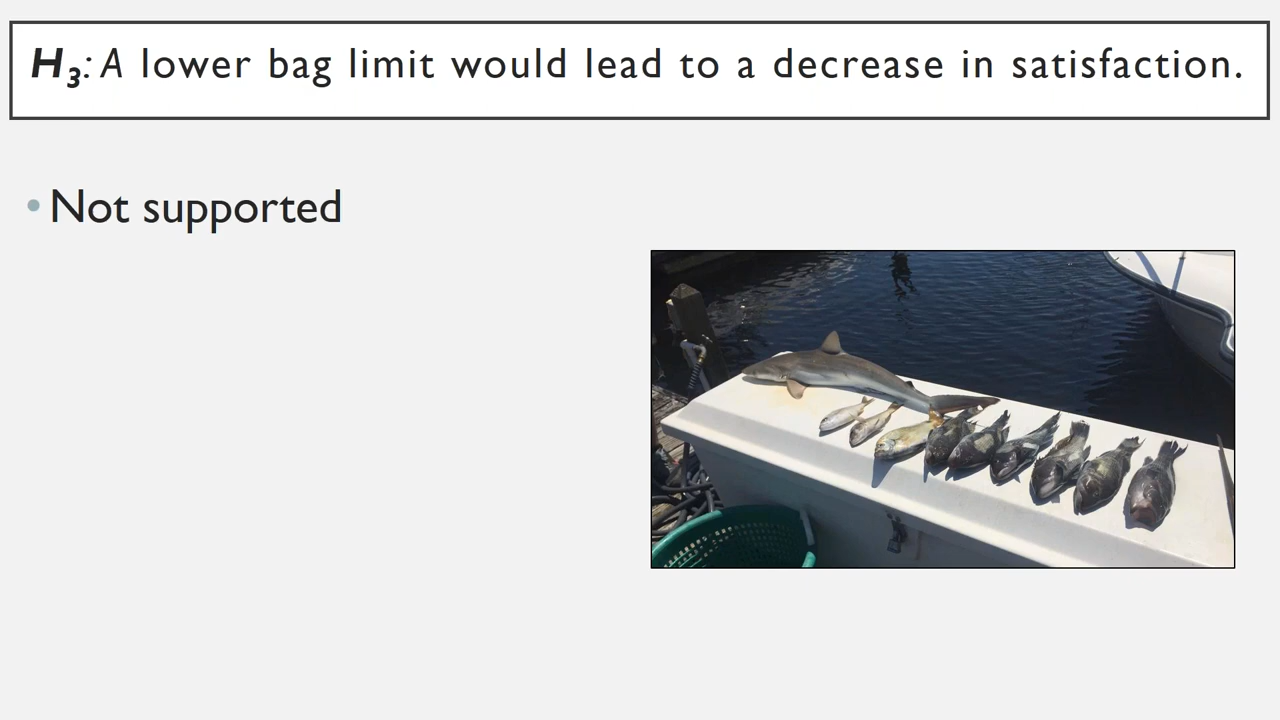 H3: A lower bag limit would lead to a decrease in satisfaction.
• Not supported